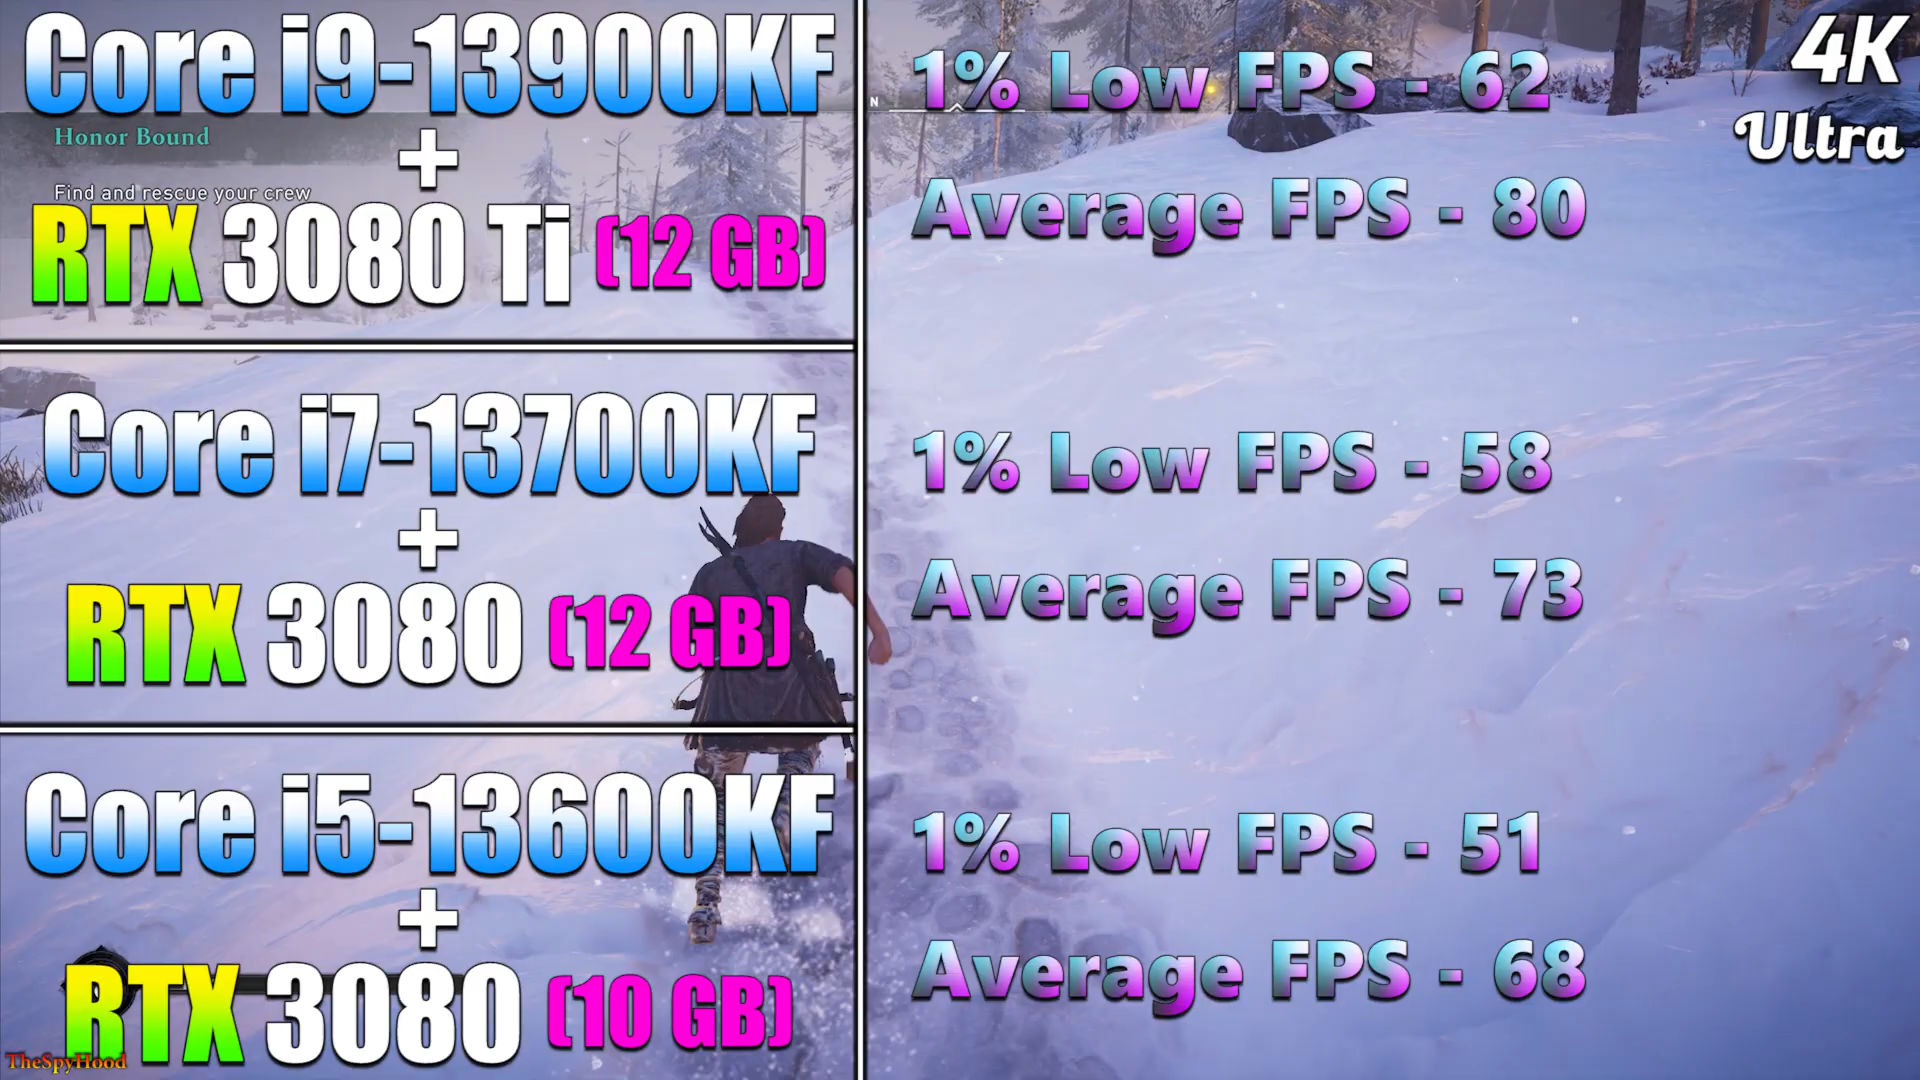 Core i9-13900KF
Honor Bound
+
Find and rescue your crew
RTX 3080 Ti (12 GB)
N
1% Low FPS - 62
Average FPS - 80
4K
Ultra
Core i7-13700KF
+
RTX 3080 (12 GB)
1% Low FPS - 58
Average FPS - 73
Core i5-13600KF
+
RTX 3080 (10 GB)
1% Low FPS - 51
Average FPS - 68
TheSpyHood